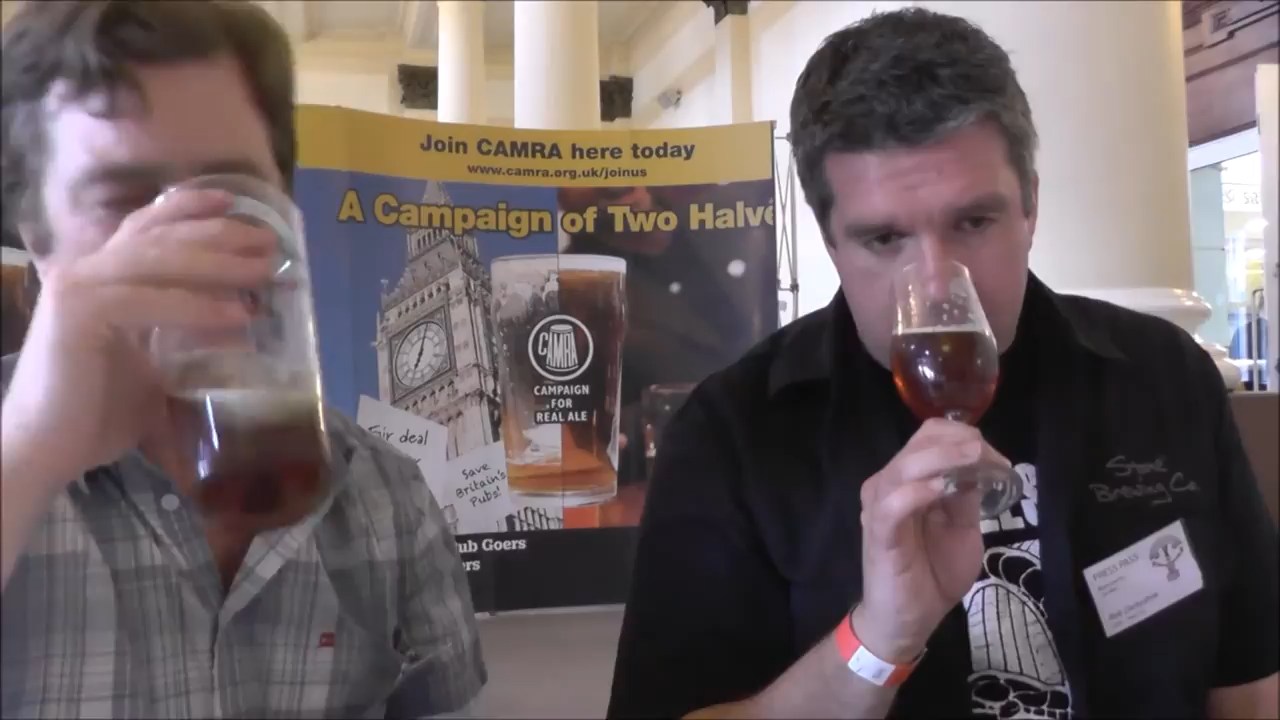 Join CAMRA here today
www.camra.org.uk/joinus
A Campaign of Two Halve
CAMRA
CAMPAIGN
FOR
REAL ALE
Fair deal
Save
Britain's
Pubs!
ub Goers
ers
Stone
Brewing Co
PRESS PASS